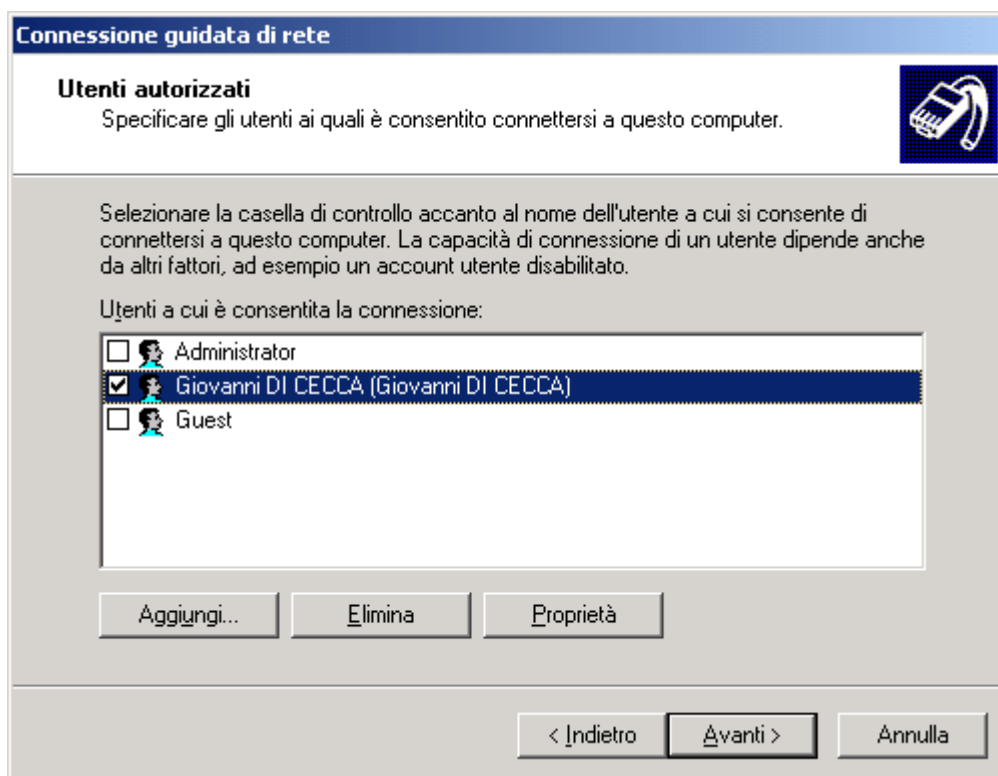 Connessione guidata di rete
Utenti autorizzati
Specificare gli utenti ai quali è consentito connettersi a questo computer.
Selezionare la casella di controllo accanto al nome dell'utente a cui si consente di
connettersi a questo computer. La capacità di connessione di un utente dipende anche
da altri fattori, ad esempio un account utente disabilitato.
Utenti a cui è consentita la connessione:
Administrator
Giovanni DI CECCA (Giovanni DI CECCA)
Guest
Aggiungi... Elimina Proprietà
< Indietro Avanti > Annulla